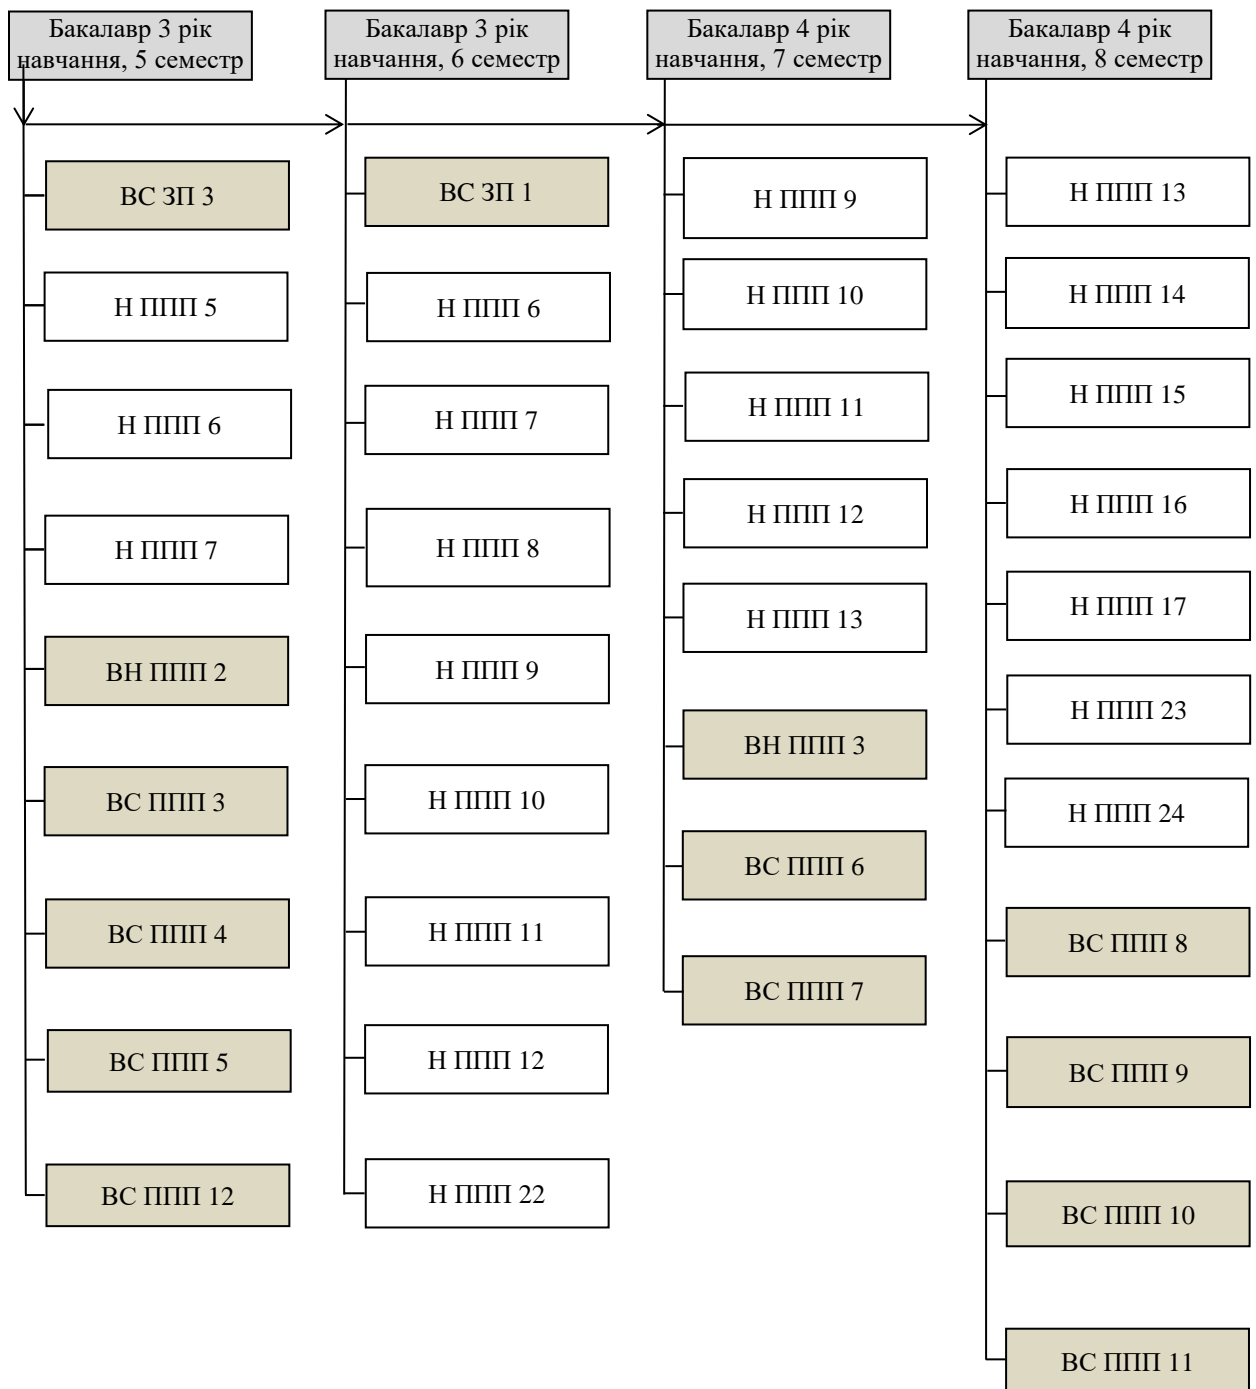 Бакалавр 3 рік
навчання, 5 семестр
ВС ЗП 3
Н ППП 5
Н ППП 6
Н ППП 7
ВН ППП 2
ВС ППП 3
ВС ППП 4
ВС ППП 5
ВС ППП 12
Бакалавр 3 рік
навчання, 6 семестр
ВС ЗП 1
Н ППП 6
Н ППП 7
Н ППП 8
Н ППП 9
Н ППП 10
Н ППП 11
Н ППП 12
Н ППП 22
Бакалавр 4 рік
навчання, 7 семестр
Н ППП 9
Н ППП 10
Н ППП 11
Н ППП 12
Н ППП 13
ВН ППП 3
ВС ППП 6
ВС ППП 7
Бакалавр 4 рік
навчання, 8 семестр
Н ППП 13
Н ППП 14
Н ППП 15
Н ППП 16
Н ППП 17
Н ППП 23
Н ППП 24
ВС ППП 8
ВС ППП 9
ВС ППП 10
ВС ППП 11